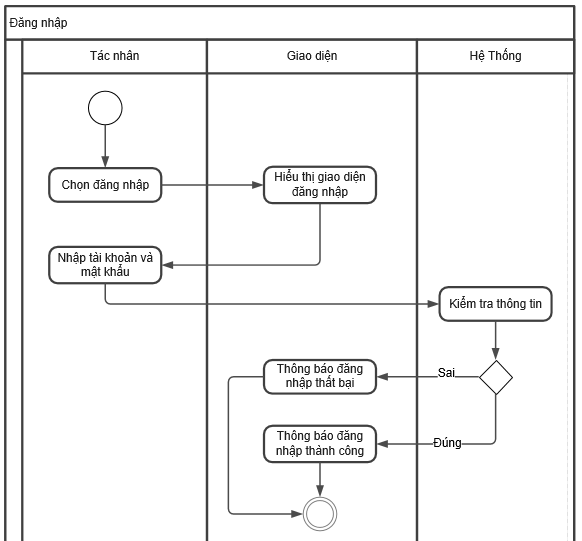 Đăng nhập
Tác nhân
Giao diện
Hệ Thống
Chọn đăng nhập
Hiểu thị giao diện
đăng nhập
Nhập tài khoản và
mật khẩu
Kiểm tra thông tin
Sai
Thông báo đăng
nhập thất bại
Đúng
Thông báo đăng
nhập thành công